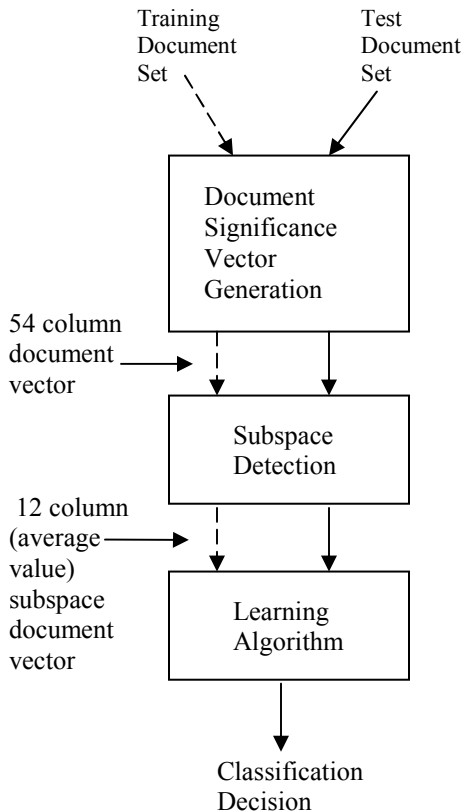 Training
Document
Set
Test
Document
Set
Document
Significance
Vector
Generation
54 column
document
vector
Subspace
Detection
12 column
(average
value)
subspace
document
vector
Learning
Algorithm
Classification
Decision